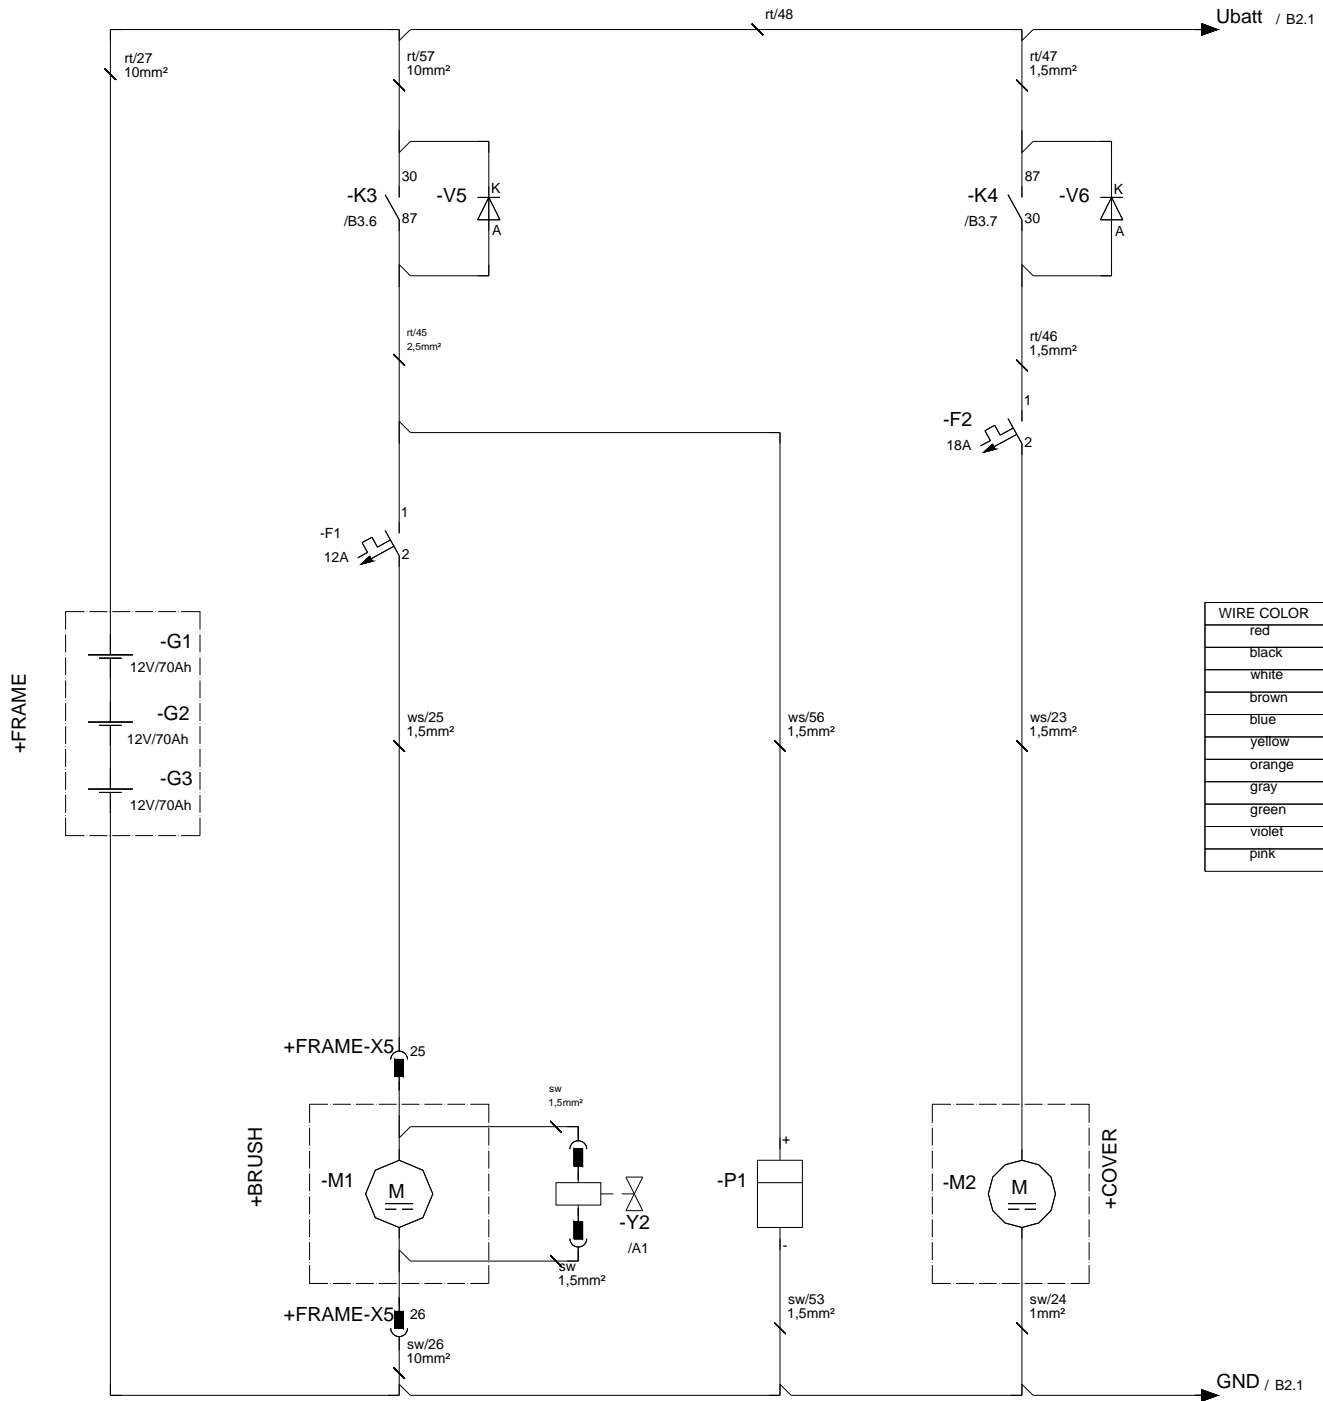 rt/48
Ubatt / B2.1
rt/27
10mm²
rt/57
10mm²
rt/47
1,5mm²
30
-K3
/B3.6
87
-V5
K
A
87
-K4
/B3.7
30
-V6
K
A
rt/45
2,5mm²
rt/46
1,5mm²
1
-F2
18A
2
1
-F1
12A
2
+FRAME
-G1
12V/70Ah
-G2
12V/70Ah
-G3
12V/70Ah
WIRE COLOR
red
black
white
brown
blue
yellow
orange
gray
green
violet
pink
ws/25
1,5mm²
ws/56
1,5mm²
ws/23
1,5mm²
+FRAME-X5
25
sw
1,5mm²
+BRUSH
-M1
M
-Y2
/A1
sw
1,5mm²
+
-P1
-
-M2
M
+COVER
+FRAME-X5
26
sw/26
10mm²
sw/53
1,5mm²
sw/24
1mm²
GND / B2.1